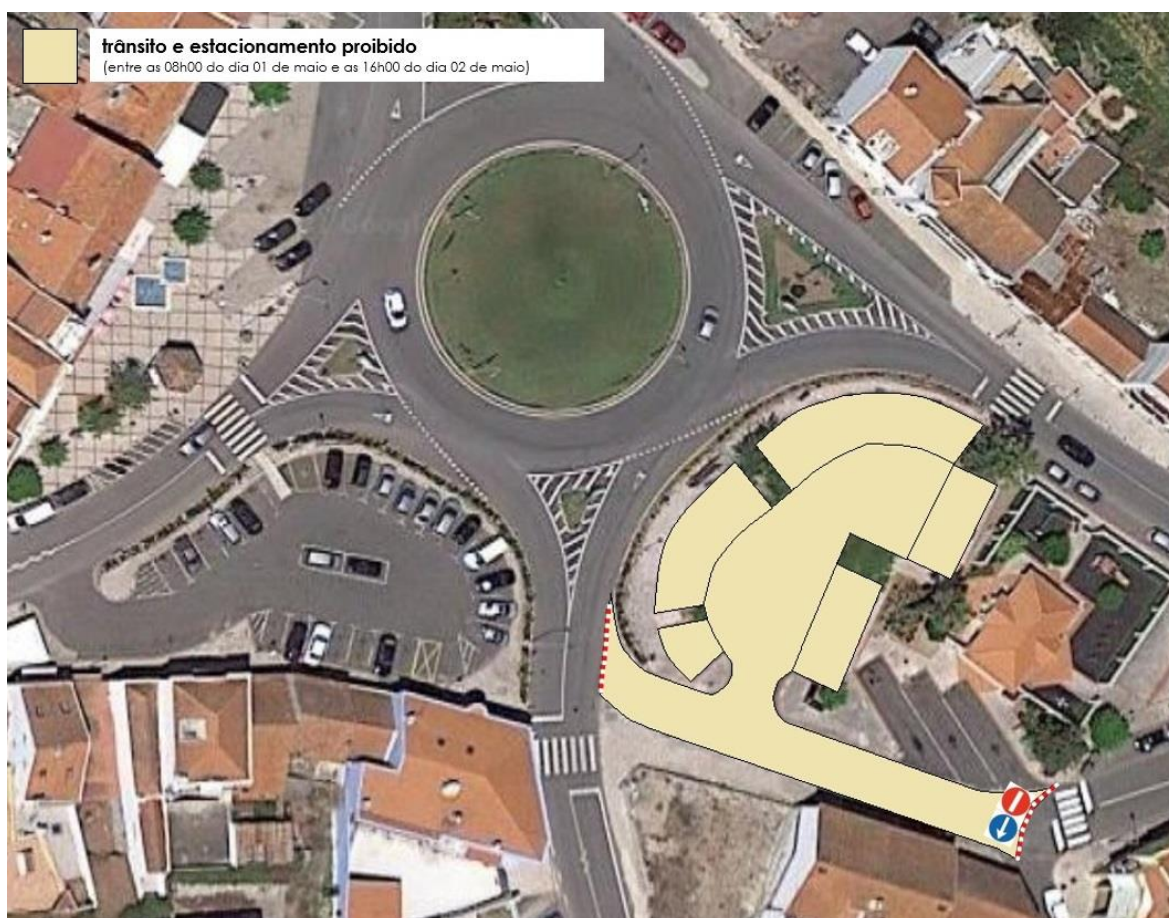 trânsito e estacionamento proibido
(entre as 08h00 do dia 01 de maio e as 16h00 do dia 02 de maio)